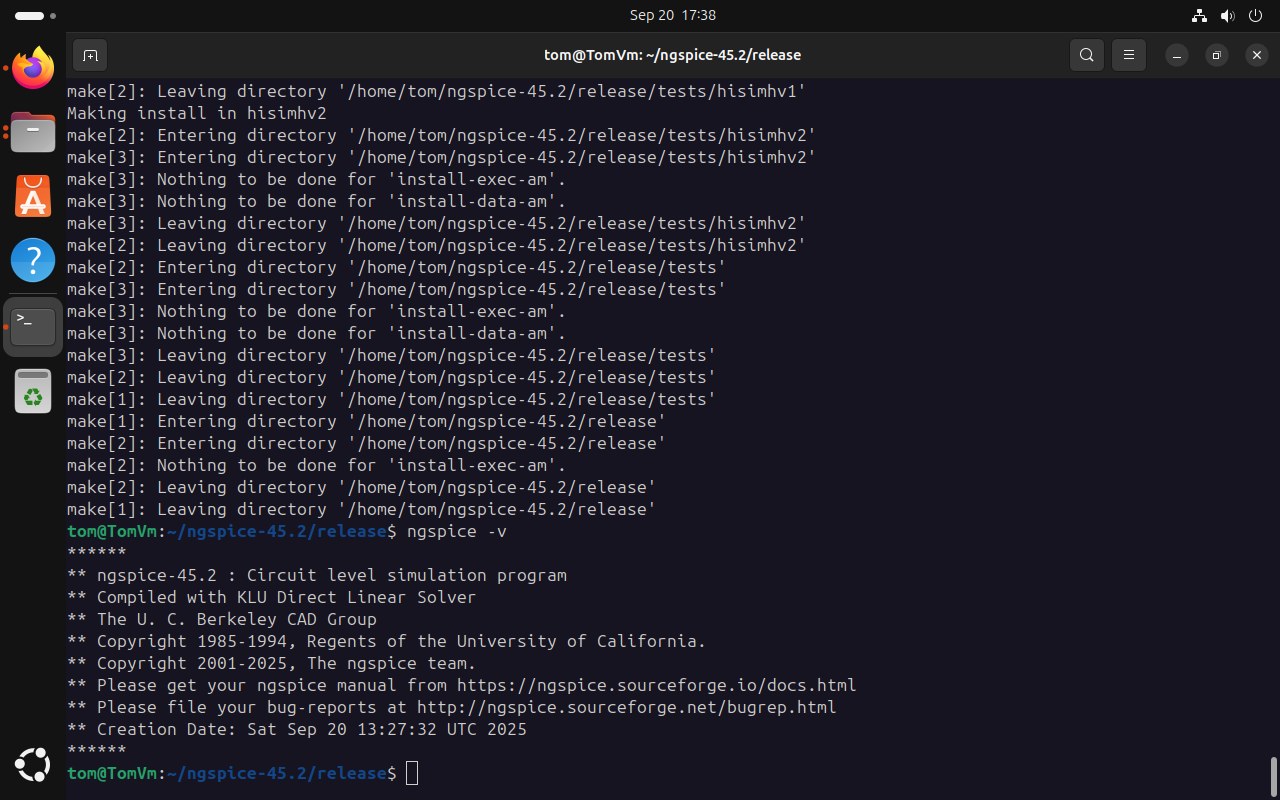 Sep 20 17:38
tom@TomVm: ~/ngspice-45.2/release
make[2]: Leaving directory '/home/tom/ngspice-45.2/release/tests/hisimhv1'
Making install in hisimhv2
make[2]: Entering directory '/home/tom/ngspice-45.2/release/tests/hisimhv2'
make[3]: Entering directory '/home/tom/ngspice-45.2/release/tests/hisimhv2'
make[3]: Nothing to be done for 'install-exec-am'.
make[3]: Nothing to be done for 'install-data-am'.
make[3]: Leaving directory '/home/tom/ngspice-45.2/release/tests/hisimhv2'
make[2]: Leaving directory '/home/tom/ngspice-45.2/release/tests/hisimhv2'
make[2]: Entering directory '/home/tom/ngspice-45.2/release/tests'
make[3]: Entering directory '/home/tom/ngspice-45.2/release/tests'
make[3]: Nothing to be done for 'install-exec-am'.
make[3]: Nothing to be done for 'install-data-am'.
make[3]: Leaving directory '/home/tom/ngspice-45.2/release/tests'
make[2]: Leaving directory '/home/tom/ngspice-45.2/release/tests'
make[1]: Leaving directory '/home/tom/ngspice-45.2/release/tests'
make[1]: Entering directory '/home/tom/ngspice-45.2/release'
make[2]: Entering directory '/home/tom/ngspice-45.2/release'
make[2]: Nothing to be done for 'install-exec-am'.
make[2]: Leaving directory '/home/tom/ngspice-45.2/release'
make[1]: Leaving directory '/home/tom/ngspice-45.2/release'
tom@TomVm:~/ngspice-45.2/release$ ngspice -v
******
** ngspice-45.2 : Circuit level simulation program
** Compiled with KLU Direct Linear Solver
** The U. C. Berkeley CAD Group
** Copyright 1985-1994, Regents of the University of California.
** Copyright 2001-2025, The ngspice team.
** Please get your ngspice manual from https://ngspice.sourceforge.io/docs.html
** Please file your bug-reports at http://ngspice.sourceforge.net/bugrep.html
** Creation Date: Sat Sep 20 13:27:32 UTC 2025
******
tom@TomVm:~/ngspice-45.2/release$